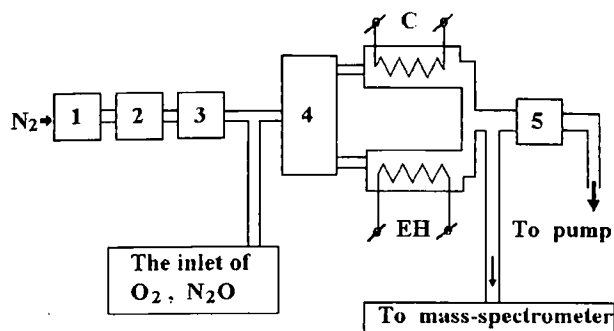 C
N₂
1
2
3
4
5
EH
To pump
The inlet of
O₂ , N₂O
To mass-spectrometer